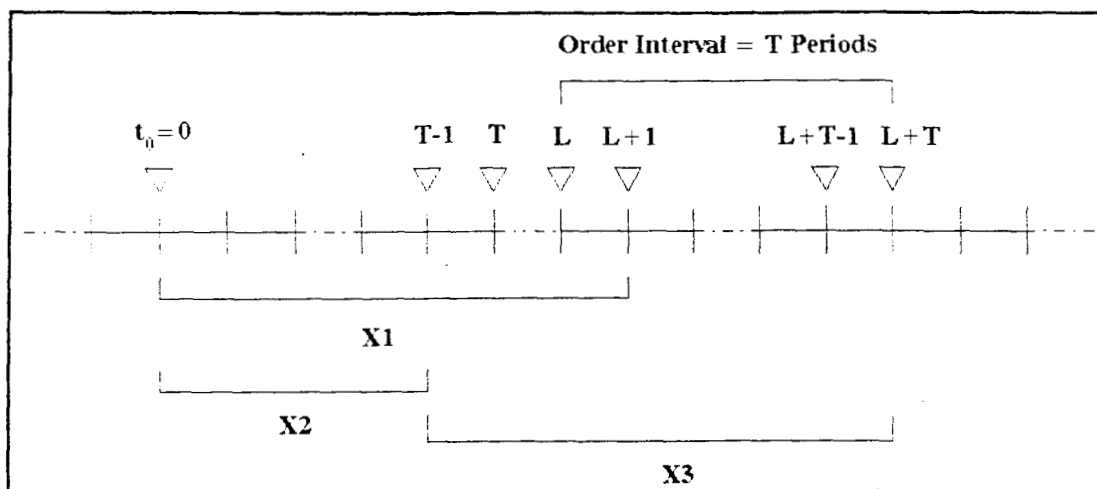 Order Interval = T Periods
t₀ = 0 T-1 T L L+1 L+T-1 L+T
X1
X2
X3